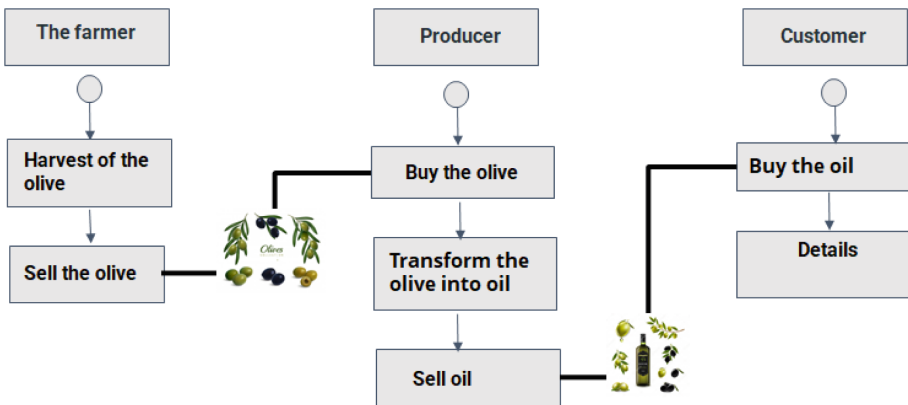 The farmer
Producer
Customer
Harvest of the
olive
Buy the olive
Buy the oil
Olives
Sell the olive
Transform the
olive into oil
Details
Sell oil